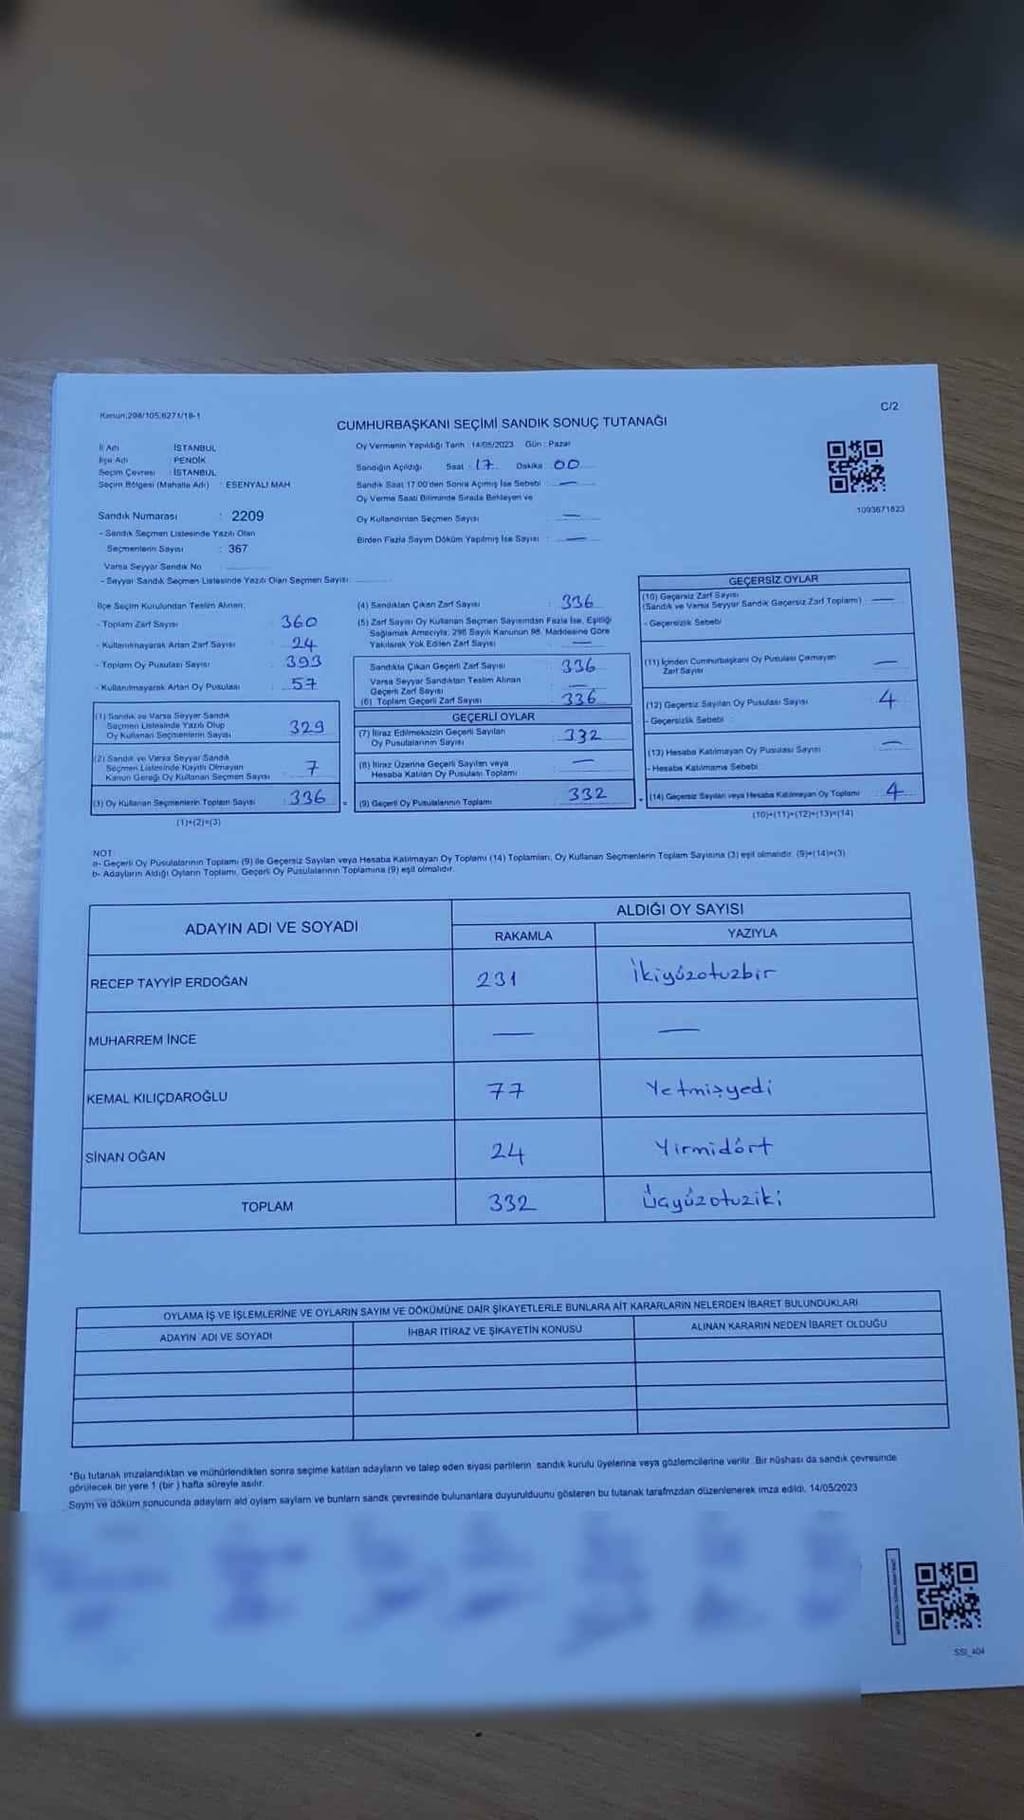 Kanun:298/105,6271/18-1
C/2
CUMHURBAŞKANI SEÇİMİ SANDIK SONUÇ TUTANAĞI
İl Adı : İSTANBUL
İlçe Adı : PENDİK
Seçim Çevresi : İSTANBUL
Seçim Bölgesi (Mahalle Adı) : ESENYALI MAH
Sandık Numarası : 2209
- Sandık Seçmen Listesinde Yazılı Olan
Seçmenlerin Sayısı : 367
Varsa Seyyar Sandık No
- Seyyar Sandık Seçmen Listesinde Yazılı Olan Seçmen Sayısı:
Oy Vermenin Yapıldığı Tarih : 14/05/2023 Gün : Pazar
Sandığın Açıldığı Saat : 17 Dakika 00
Sandık Saat 17:00'den Sonra Açılmış İse Sebebi : —
Oy Verme Saati Bitiminde Sırada Bekleyen ve
Oy Kullandırılan Seçmen Sayısı —
Birden Fazla Sayım Döküm Yapılmış İse Sayısı : —
1093671823
İlçe Seçim Kurulundan Teslim Alınan;
- Toplam Zarf Sayısı : 360
- Kullanılmayarak Artan Zarf Sayısı : 24
- Toplam Oy Pusulası Sayısı : 393
- Kullanılmayarak Artan Oy Pusulası : 57
(1) Sandık ve Varsa Seyyar Sandık
Seçmen Listesinde Yazılı Olup
Oy Kullanan Seçmenlerin Sayısı 329
(2) Sandık ve Varsa Seyyar Sandık
Seçmen Listesinde Kayıtlı Olmayan
Kanun Gereği Oy Kullanan Seçmen Sayısı 7
(3) Oy Kullanan Seçmenlerin Toplam Sayısı 336
(1)+(2)=(3)
(4) Sandıktan Çıkan Zarf Sayısı : 336
(5) Zarf Sayısı Oy Kullanan Seçmen Sayısından Fazla İse, Eşitliği
Sağlamak Amacıyla, 298 Sayılı Kanunun 98. Maddesine Göre
Yakılarak Yok Edilen Zarf Sayısı : —
Sandıkta Çıkan Geçerli Zarf Sayısı 336
Varsa Seyyar Sandıktan Teslim Alınan
Geçerli Zarf Sayısı —
(6) Toplam Geçerli Zarf Sayısı 336
GEÇERLİ OYLAR
(7) İtiraz Edilmeksizin Geçerli Sayılan
Oy Pusulalarının Sayısı 332
(8) İtiraz Üzerine Geçerli Sayılan veya
Hesaba Katılan Oy Pusulası Toplamı —
(9) Geçerli Oy Pusulalarının Toplamı 332
GEÇERSİZ OYLAR
(10) Geçersiz Zarf Sayısı
(Sandık ve Varsa Seyyar Sandık Geçersiz Zarf Toplamı) —
- Geçersizlik Sebebi
(11) İçinden Cumhurbaşkanı Oy Pusulası Çıkmayan
Zarf Sayısı —
(12) Geçersiz Sayılan Oy Pusulası Sayısı 4
- Geçersizlik Sebebi
(13) Hesaba Katılmayan Oy Pusulası Sayısı —
- Hesaba Katılmama Sebebi
(14) Geçersiz Sayılan veya Hesaba Katılmayan Oy Toplamı 4
(10)+(11)+(12)+(13)=(14)
NOT:
a- Geçerli Oy Pusulalarının Toplamı (9) ile Geçersiz Sayılan veya Hesaba Katılmayan Oy Toplamı (14) Toplamları, Oy Kullanan Seçmenlerin Toplam Sayısına (3) eşit olmalıdır. (9)+(14)=(3)
b- Adayların Aldığı Oyların Toplamı, Geçerli Oy Pusulalarının Toplamına (9) eşit olmalıdır.
ADAYIN ADI VE SOYADI
ALDIĞI OY SAYISI
RAKAMLA YAZIYLA
RECEP TAYYİP ERDOĞAN 231 İkiyüzotuzbir
MUHARREM İNCE — —
KEMAL KILIÇDAROĞLU 77 Yetmişyedi
SİNAN OĞAN 24 Yirmidört
TOPLAM 332 Üçyüzotuziki
OYLAMA İŞ VE İŞLEMLERİNE VE OYLARIN SAYIM VE DÖKÜMÜNE DAİR ŞİKAYETLERLE BUNLARA AİT KARARLARIN NELERDEN İBARET BULUNDUKLARI
ADAYIN ADI VE SOYADI İHBAR İTİRAZ VE ŞİKAYETİN KONUSU ALINAN KARARIN NEDEN İBARET OLDUĞU
*Bu tutanak imzalandıktan ve mühürlendikten sonra seçime katılan adayların ve talep eden siyasi partilerin sandık kurulu üyelerine veya gözlemcilerine verilir. Bir nüshası da sandık çevresinde
görülecek bir yere 1 (bir ) hafta süreyle asılır.
Sayım ve döküm sonucunda adayların ald oylam saylam ve bunlarn sandk çevresinde bulunanlara duyurulduunu gösteren bu tutanak tarafmzdan düzenlenerek imza edildi. 14/05/2023
SSI_404